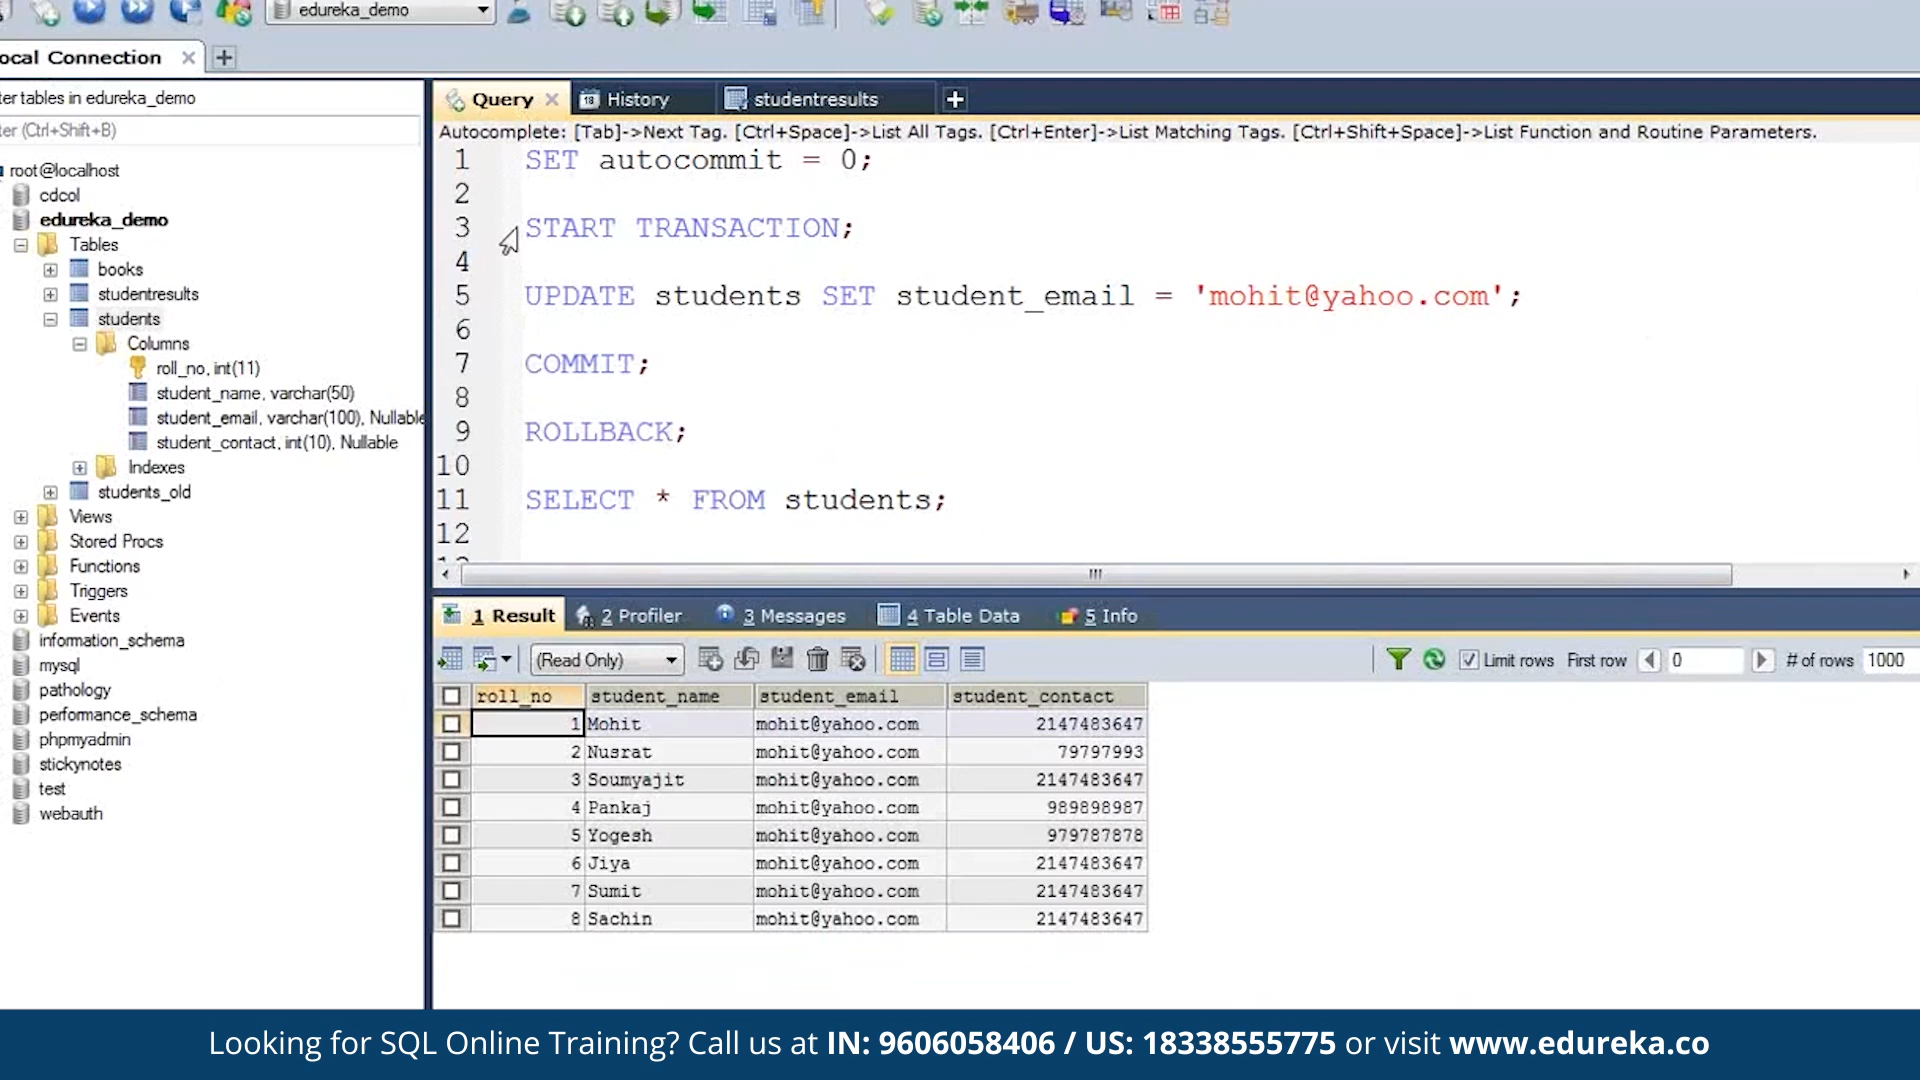 edureka_demo
ocal Connection
ter tables in edureka_demo
ter (Ctrl+Shift+B)
root@localhost
cdcol
edureka_demo
Tables
books
studentresults
students
Columns
roll_no, int(11)
student_name, varchar(50)
student_email, varchar(100), Nullable
student_contact, int(10), Nullable
Indexes
students_old
Views
Stored Procs
Functions
Triggers
Events
information_schema
mysql
pathology
performance_schema
phpmyadmin
stickynotes
test
webauth
Query History studentresults
Autocomplete: [Tab]->Next Tag. [Ctrl+Space]->List All Tags. [Ctrl+Enter]->List Matching Tags. [Ctrl+Shift+Space]->List Function and Routine Parameters.
1 SET autocommit = 0;
2
3 START TRANSACTION;
4
5 UPDATE students SET student_email = 'mohit@yahoo.com';
6
7 COMMIT;
8
9 ROLLBACK;
10
11 SELECT * FROM students;
12
1 Result 2 Profiler 3 Messages 4 Table Data 5 Info
(Read Only) Limit rows First row 0 # of rows 1000
roll_no student_name student_email student_contact
1 Mohit mohit@yahoo.com 2147483647
2 Nusrat mohit@yahoo.com 79797993
3 Soumyajit mohit@yahoo.com 2147483647
4 Pankaj mohit@yahoo.com 989898987
5 Yogesh mohit@yahoo.com 979787878
6 Jiya mohit@yahoo.com 2147483647
7 Sumit mohit@yahoo.com 2147483647
8 Sachin mohit@yahoo.com 2147483647
Looking for SQL Online Training? Call us at IN: 9606058406 / US: 18338555775 or visit www.edureka.co